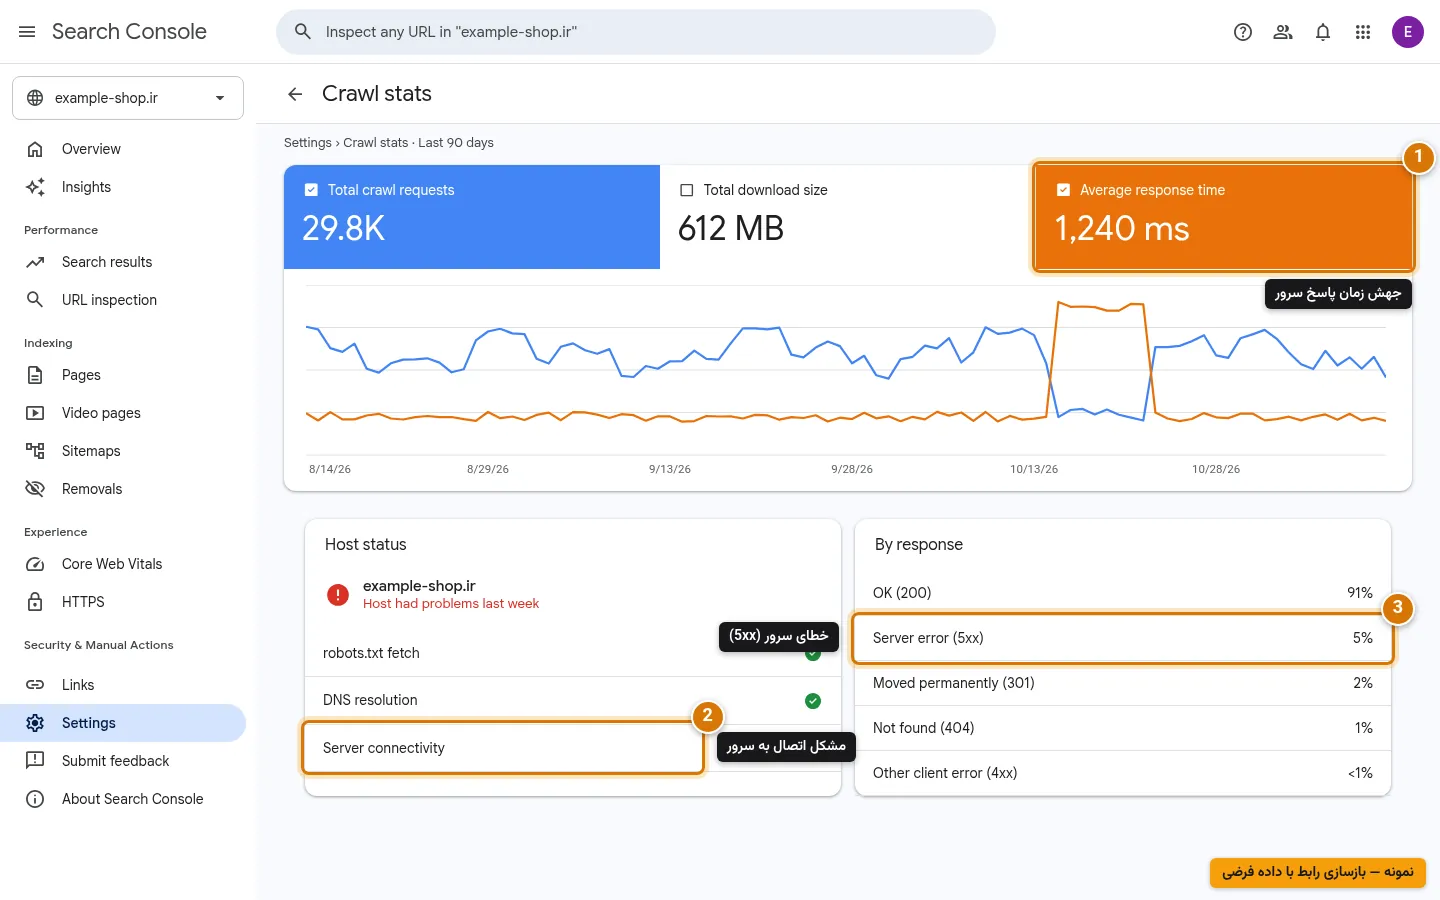 Search Console
Inspect any URL in "example-shop.ir"
E
example-shop.ir
Overview
Insights
Performance
Search results
URL inspection
Indexing
Pages
Video pages
Sitemaps
Removals
Experience
Core Web Vitals
HTTPS
Security & Manual Actions
Links
Settings
Submit feedback
About Search Console
Crawl stats
Settings › Crawl stats · Last 90 days
Total crawl requests
29.8K
Total download size
612 MB
Average response time
1,240 ms
1
جهش زمان پاسخ سرور
8/14/26
8/29/26
9/13/26
9/28/26
10/13/26
10/28/26
Host status
example-shop.ir
Host had problems last week
robots.txt fetch
DNS resolution
Server connectivity
2
مشکل اتصال به سرور
By response
OK (200) 91%
3
خطای سرور (5xx)
Server error (5xx) 5%
Moved permanently (301) 2%
Not found (404) 1%
Other client error (4xx) <1%
نمونه — بازسازی رابط با داده فرضی